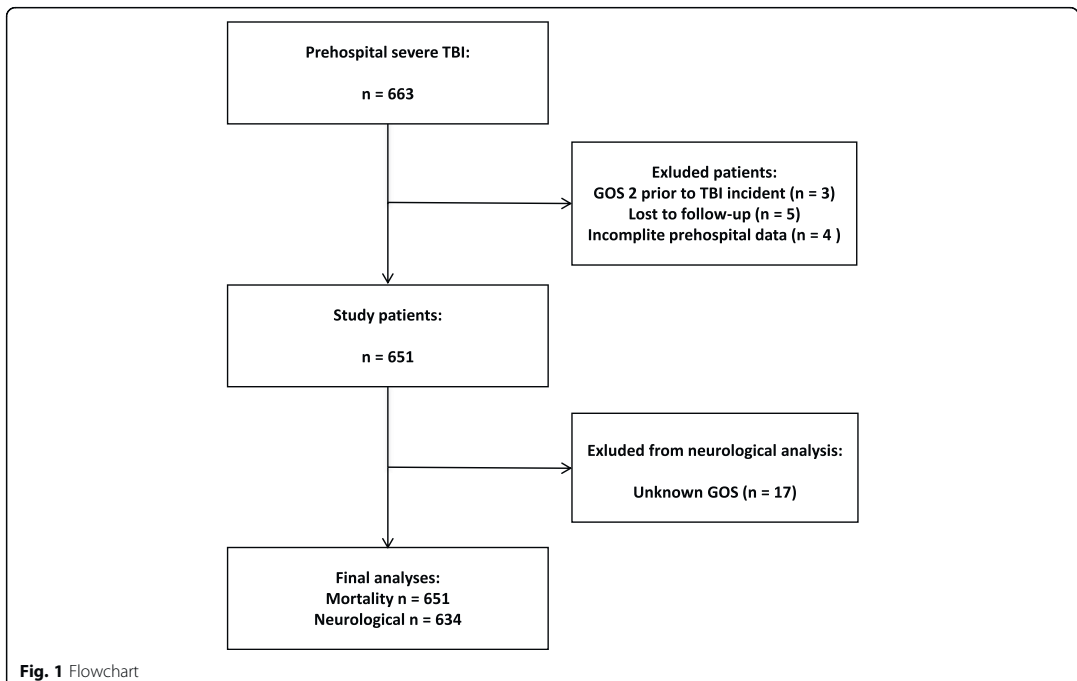 Prehospital severe TBI:
n = 663
Exluded patients:
GOS 2 prior to TBI incident (n = 3)
Lost to follow-up (n = 5)
Incomplite prehospital data (n = 4 )
Study patients:
n = 651
Exluded from neurological analysis:
Unknown GOS (n = 17)
Final analyses:
Mortality n = 651
Neurological n = 634
Fig. 1 Flowchart